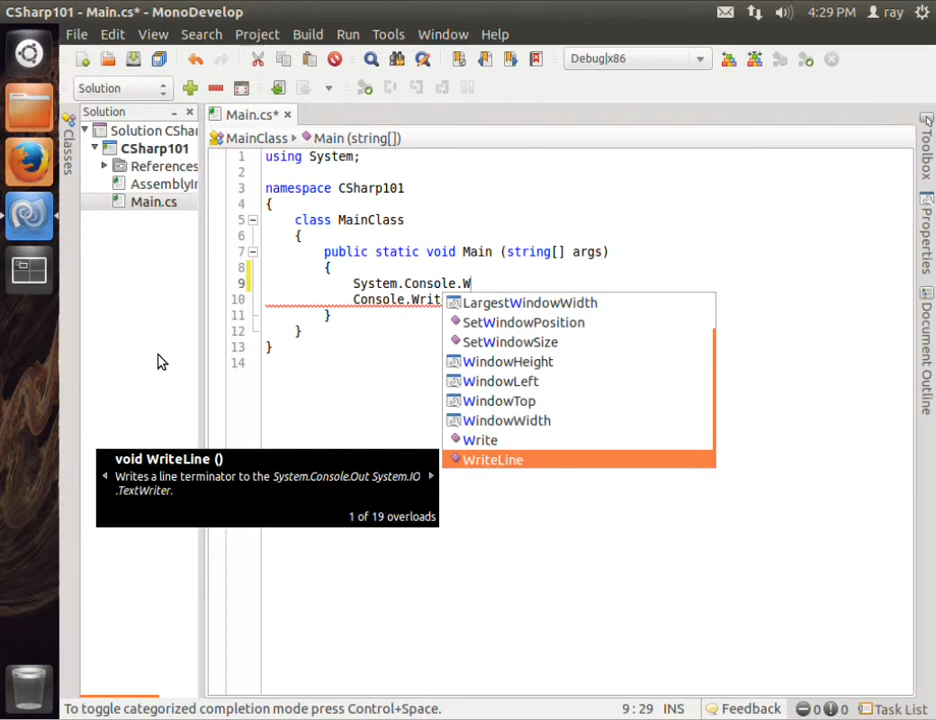 CSharp101 - Main.cs* - MonoDevelop
4:29 PM
ray
File Edit View Search Project Build Run Tools Window Help
Debug|x86
Solution
Solution
Main.cs*
Classes
Solution CShar
CSharp101
References
AssemblyIn
Main.cs
MainClass Main (string[])
1 using System;
2
3 namespace CSharp101
4 {
5 class MainClass
6 {
7 public static void Main (string[] args)
8 {
9 System.Console.W
10 Console.Writ
11 }
12 }
13 }
14
LargestWindowWidth
SetWindowPosition
SetWindowSize
WindowHeight
WindowLeft
WindowTop
WindowWidth
Write
WriteLine
void WriteLine ()
Writes a line terminator to the System.Console.Out System.IO
.TextWriter.
1 of 19 overloads
Toolbox
Properties
Document Outline
To toggle categorized completion mode press Control+Space.
9 : 29 INS
Feedback
0 0
Task List